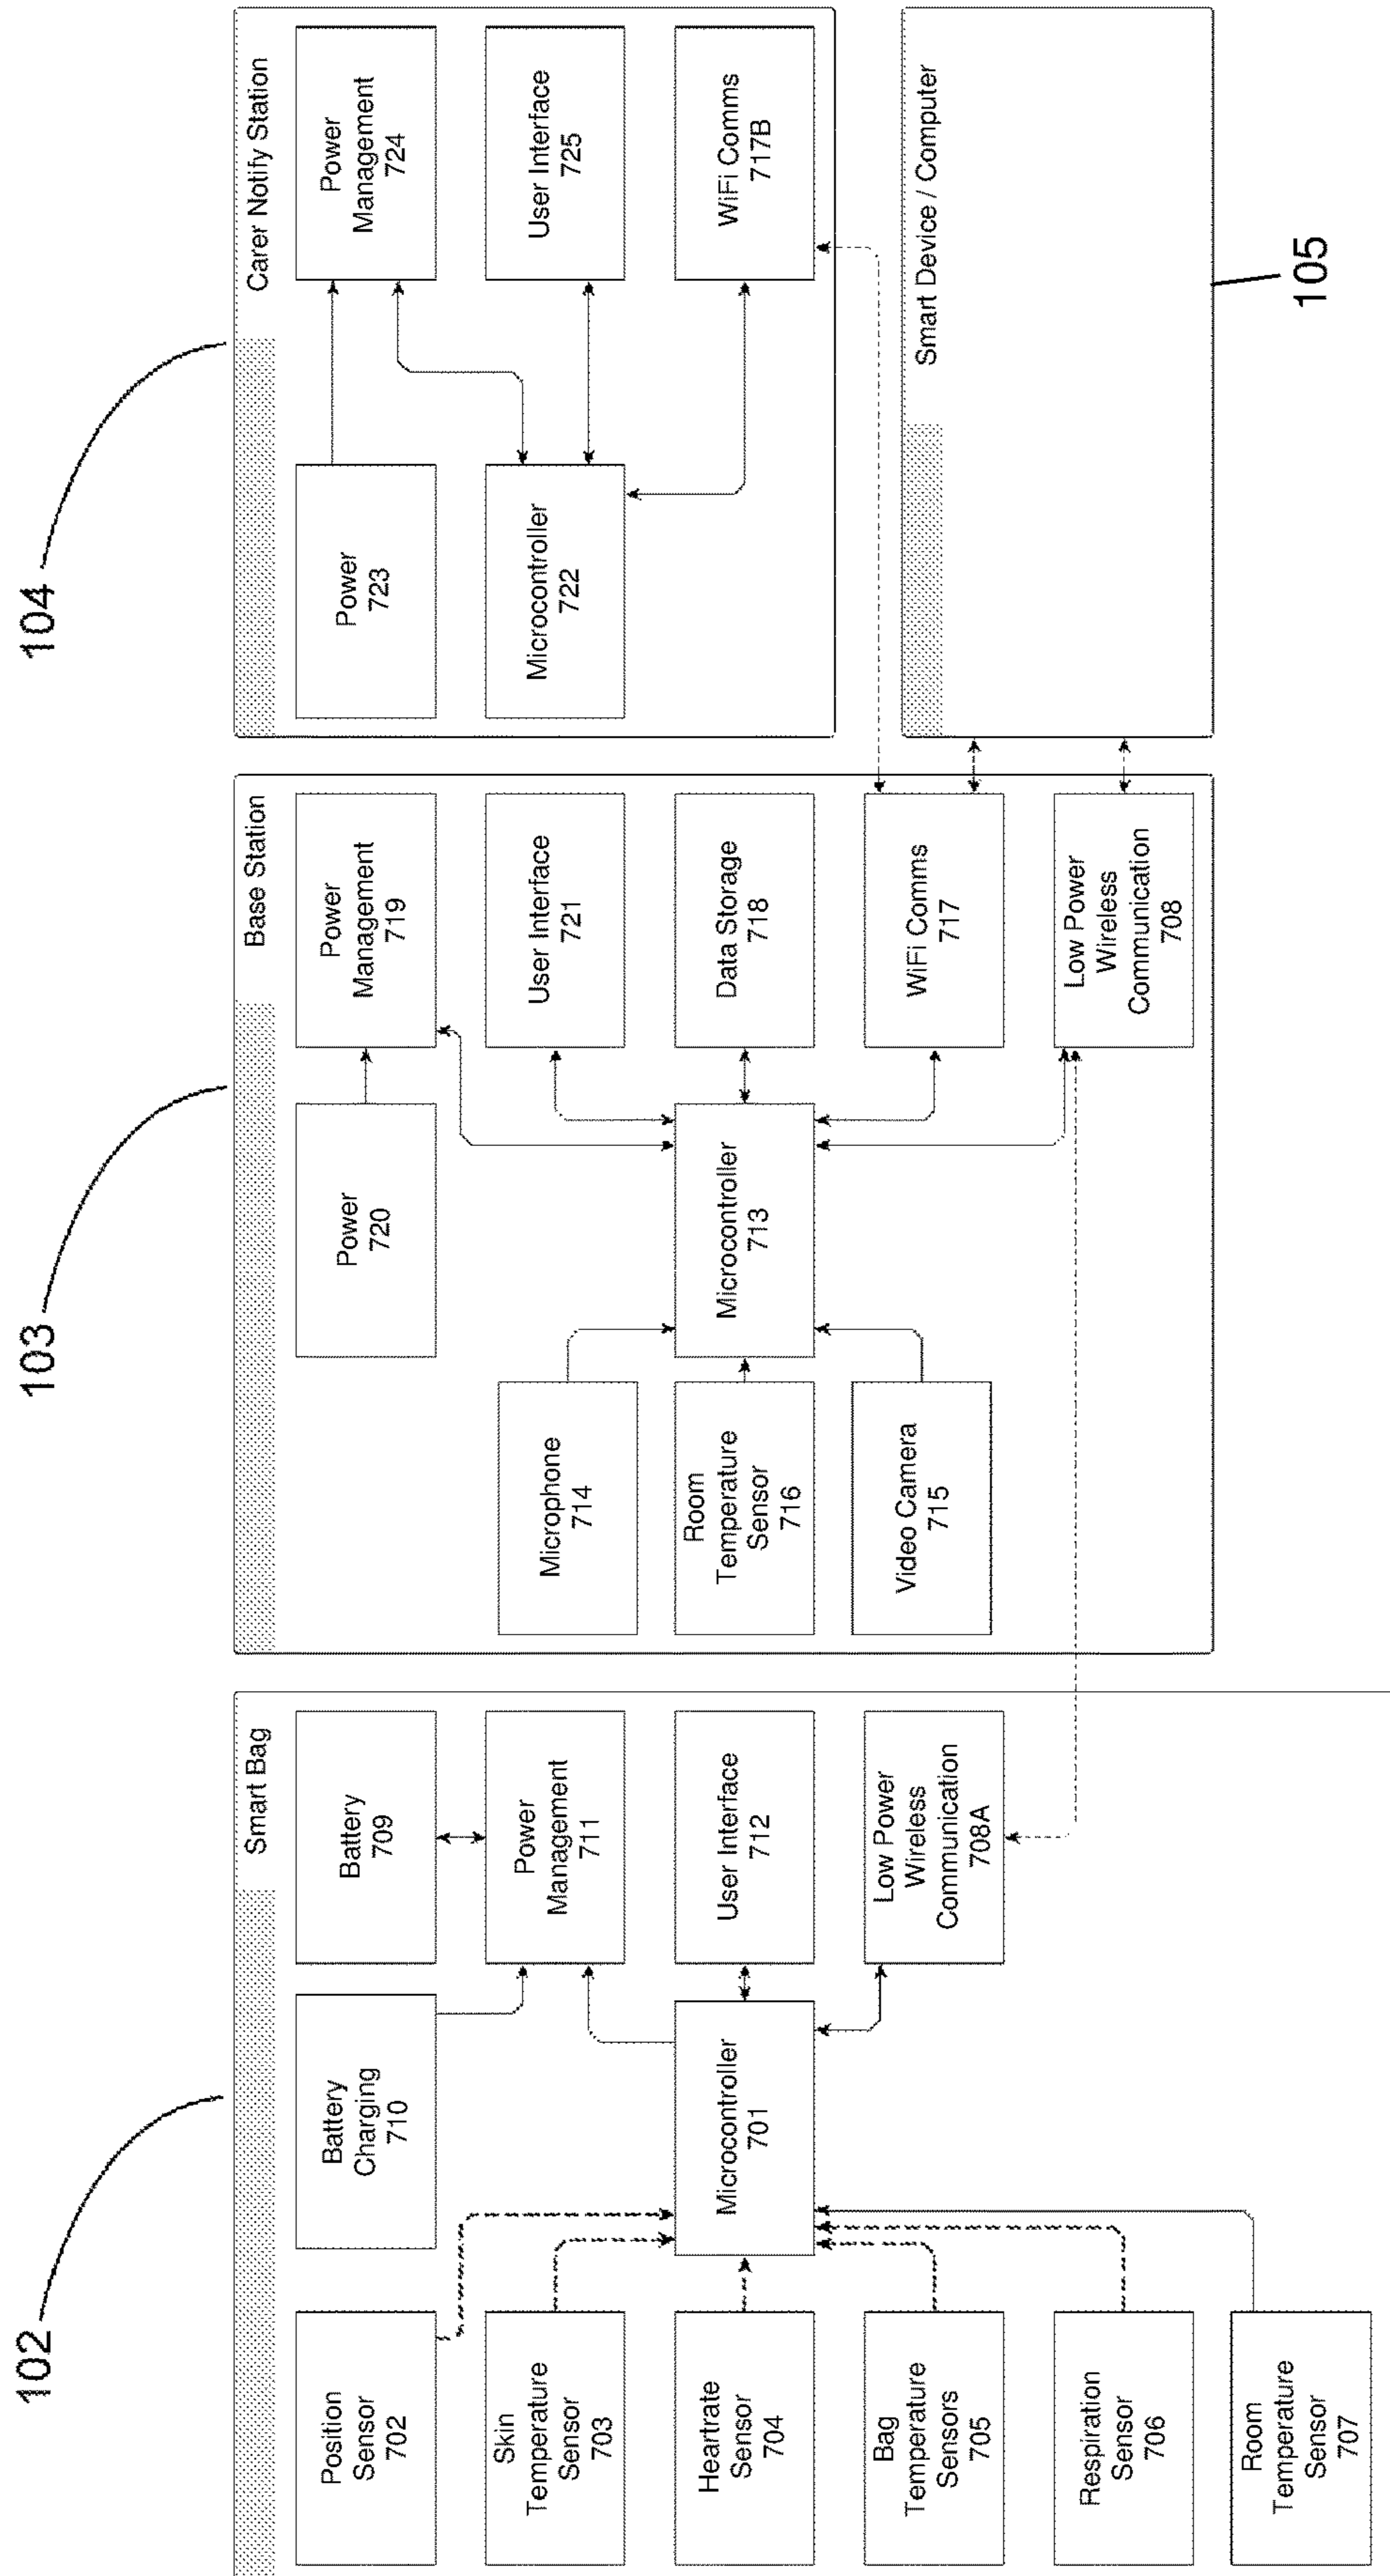 102
103
104
Smart Bag
Position
Sensor
702
Battery
Charging
710
Battery
709
Skin
Temperature
Sensor
703
Power
Management
711
Heartrate
Sensor
704
Microcontroller
701
User Interface
712
Bag
Temperature
Sensors
705
Low Power
Wireless
Communication
708A
Respiration
Sensor
706
Room
Temperature
Sensor
707
Base Station
Power
720
Power
Management
719
Microphone
714
User Interface
721
Room
Temperature
Sensor
716
Microcontroller
713
Data Storage
718
Video Camera
715
WiFi Comms
717
Low Power
Wireless
Communication
708
Carer Notify Station
Power
723
Power
Management
724
Microcontroller
722
User Interface
725
WiFi Comms
717B
Smart Device / Computer
105